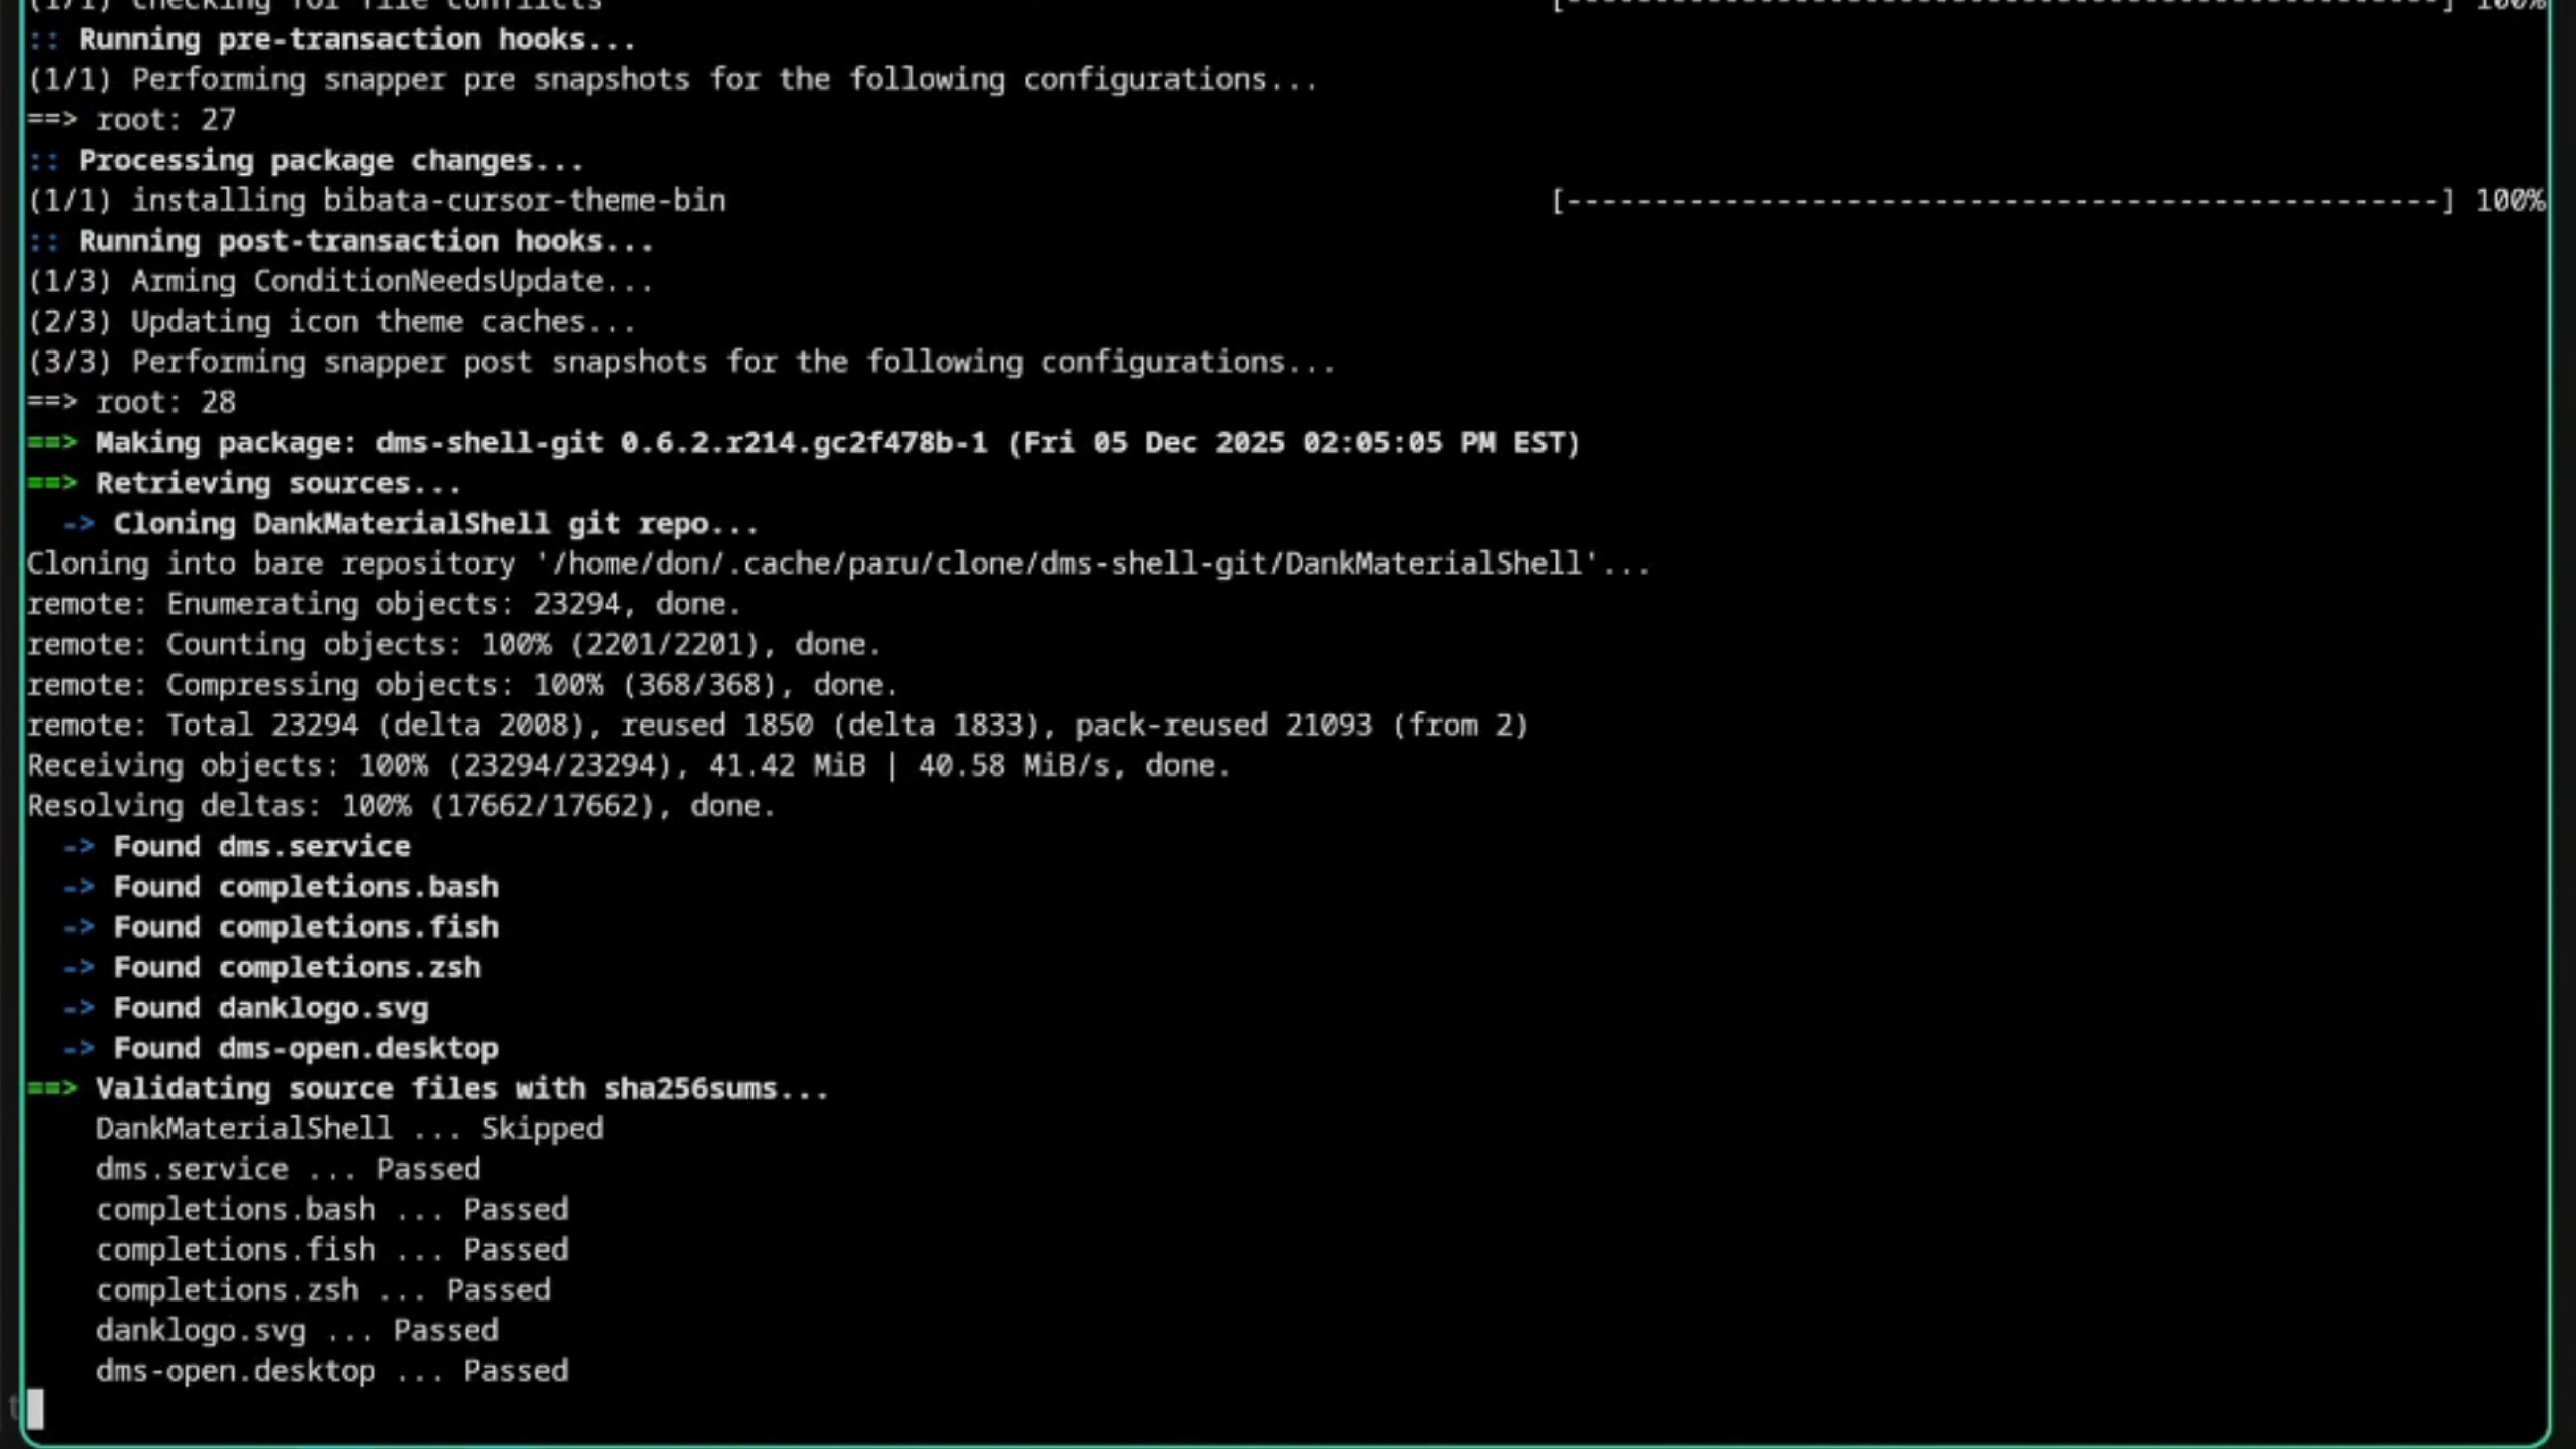 (1/1) checking for file conflicts [--------------------------------------------------] 100%
:: Running pre-transaction hooks...
(1/1) Performing snapper pre snapshots for the following configurations...
==> root: 27
:: Processing package changes...
(1/1) installing bibata-cursor-theme-bin [--------------------------------------------------] 100%
:: Running post-transaction hooks...
(1/3) Arming ConditionNeedsUpdate...
(2/3) Updating icon theme caches...
(3/3) Performing snapper post snapshots for the following configurations...
==> root: 28
==> Making package: dms-shell-git 0.6.2.r214.gc2f478b-1 (Fri 05 Dec 2025 02:05:05 PM EST)
==> Retrieving sources...
-> Cloning DankMaterialShell git repo...
Cloning into bare repository '/home/don/.cache/paru/clone/dms-shell-git/DankMaterialShell'...
remote: Enumerating objects: 23294, done.
remote: Counting objects: 100% (2201/2201), done.
remote: Compressing objects: 100% (368/368), done.
remote: Total 23294 (delta 2008), reused 1850 (delta 1833), pack-reused 21093 (from 2)
Receiving objects: 100% (23294/23294), 41.42 MiB | 40.58 MiB/s, done.
Resolving deltas: 100% (17662/17662), done.
-> Found dms.service
-> Found completions.bash
-> Found completions.fish
-> Found completions.zsh
-> Found danklogo.svg
-> Found dms-open.desktop
==> Validating source files with sha256sums...
DankMaterialShell ... Skipped
dms.service ... Passed
completions.bash ... Passed
completions.fish ... Passed
completions.zsh ... Passed
danklogo.svg ... Passed
dms-open.desktop ... Passed